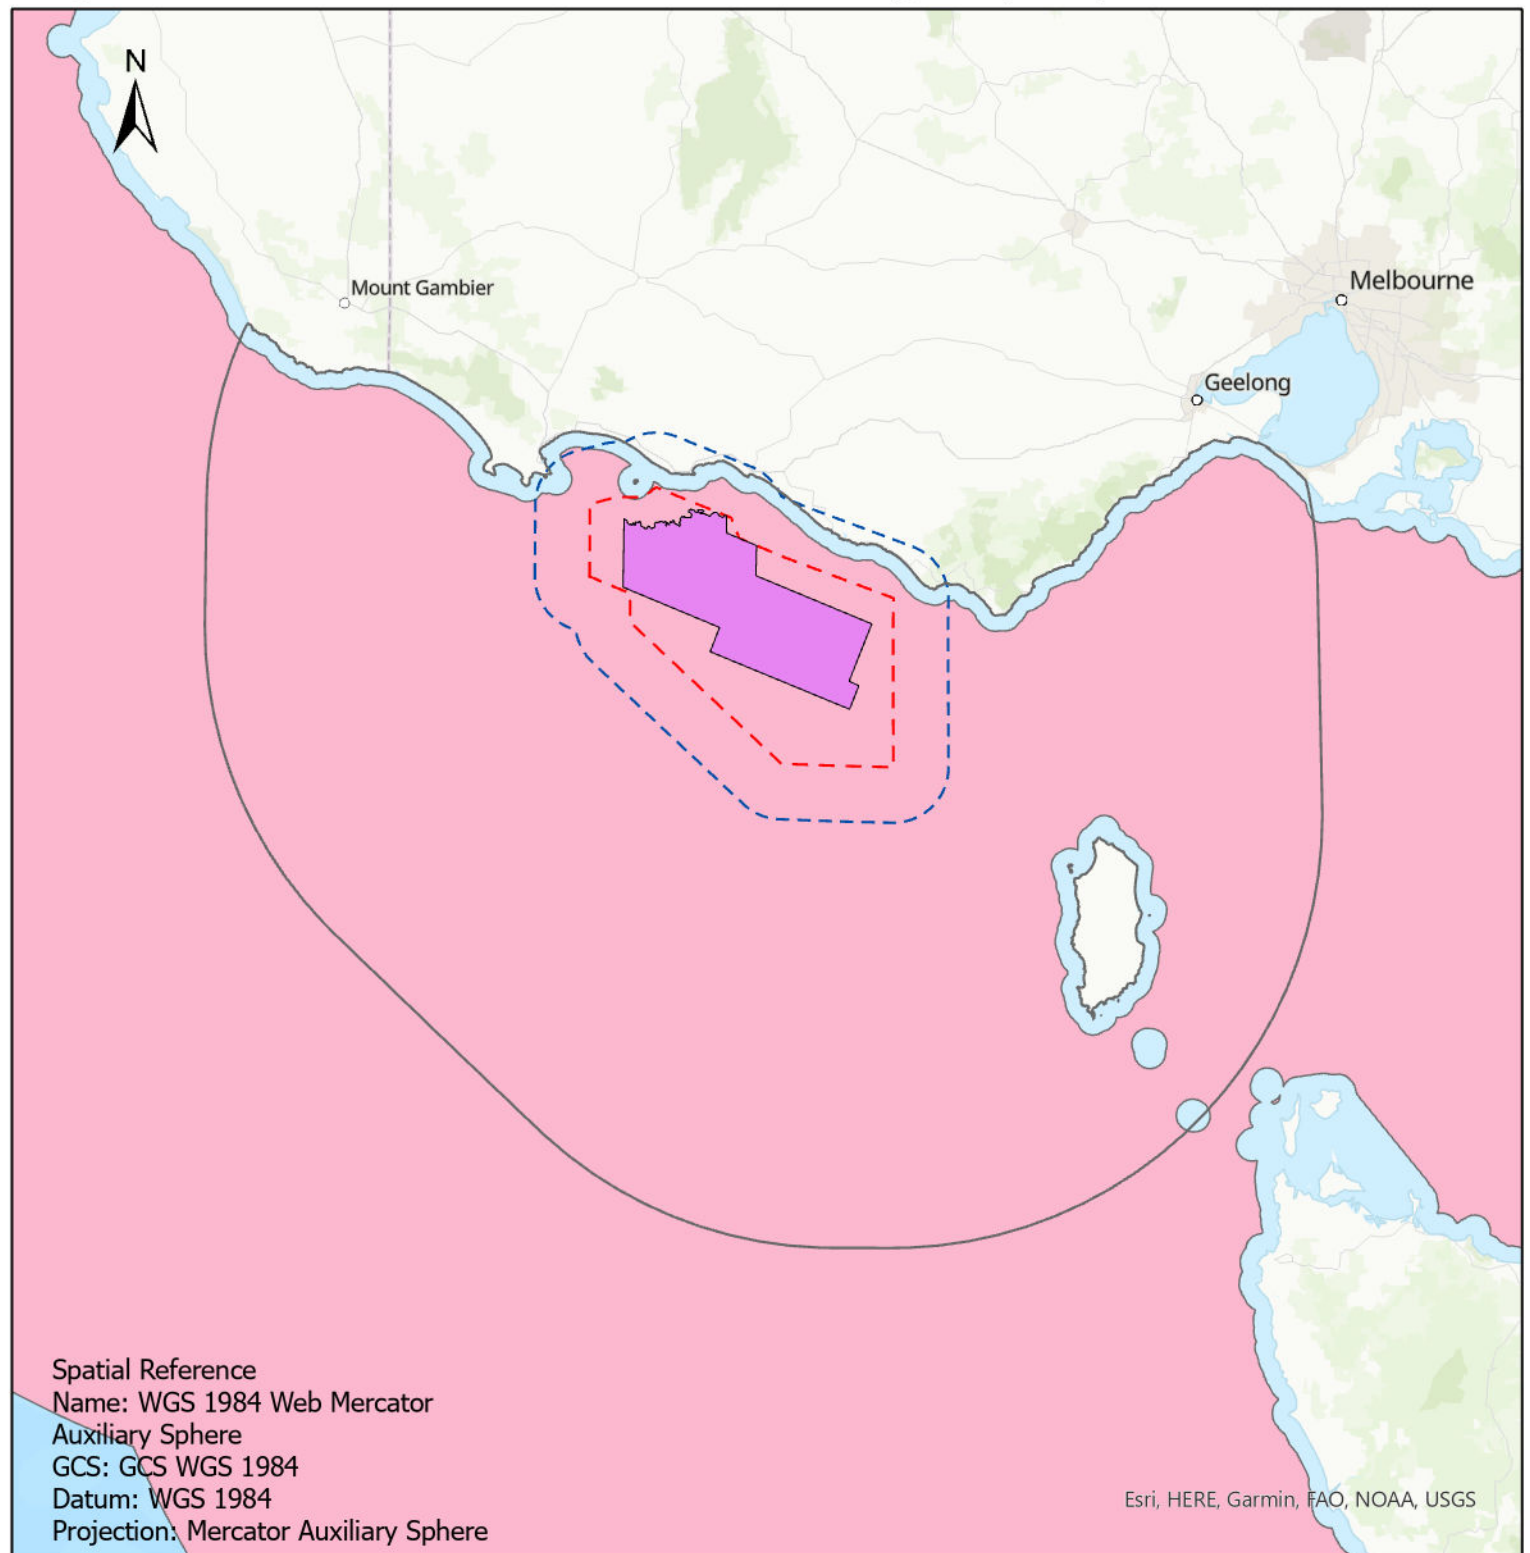 N
Mount Gambier
Melbourne
Geelong
Spatial Reference
Name: WGS 1984 Web Mercator
Auxiliary Sphere
GCS: GCS WGS 1984
Datum: WGS 1984
Projection: Mercator Auxiliary Sphere
Esri, HERE, Garmin, FAO, NOAA, USGS